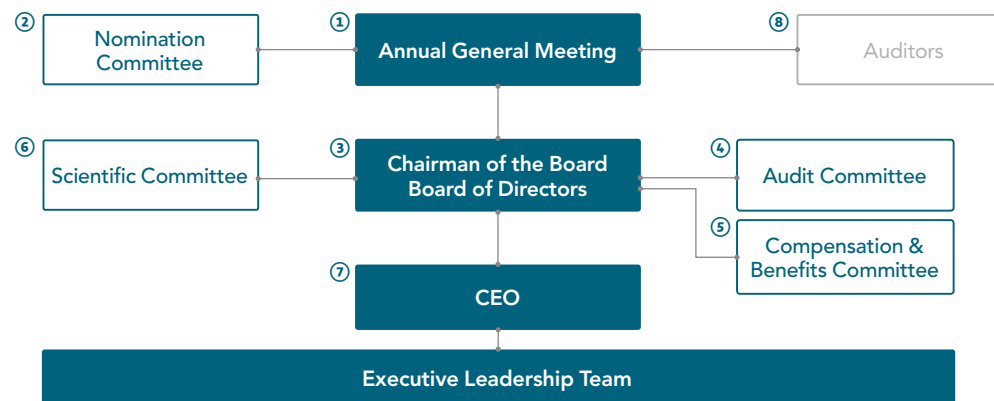 ②
Nomination
Committee
①
Annual General Meeting
⑧
Auditors
⑥
Scientific Committee
③
Chairman of the Board
Board of Directors
④
Audit Committee
⑤
Compensation &
Benefits Committee
⑦
CEO
Executive Leadership Team